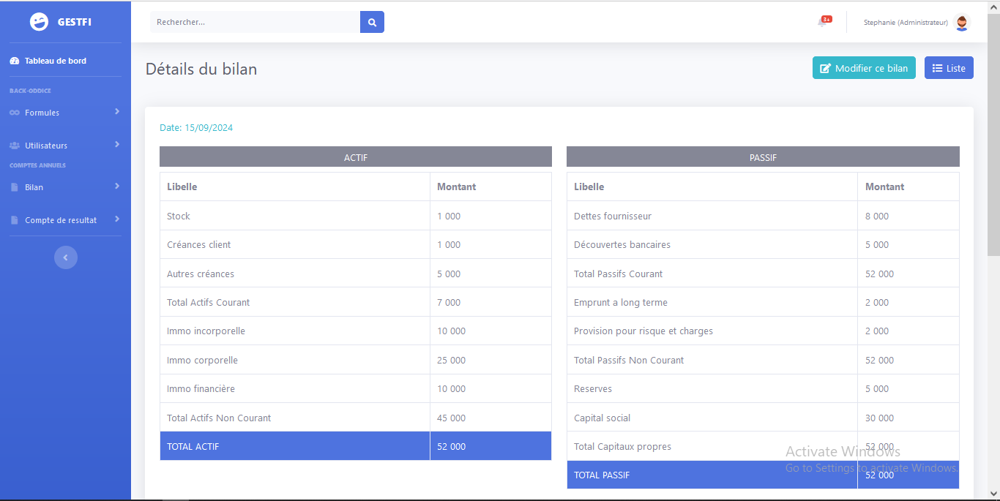 GESTFI
Rechercher...
3+
Stephanie (Administrateur)
Tableau de bord
BACK-ODDICE
Formules
Utilisateurs
COMPTES ANNUELS
Bilan
Compte de resultat
Détails du bilan
Modifier ce bilan
Liste
Date: 15/09/2024
ACTIF
Libelle Montant
Stock 1 000
Créances client 1 000
Autres créances 5 000
Total Actifs Courant 7 000
Immo incorporelle 10 000
Immo corporelle 25 000
Immo financière 10 000
Total Actifs Non Courant 45 000
TOTAL ACTIF 52 000
PASSIF
Libelle Montant
Dettes fournisseur 8 000
Découvertes bancaires 5 000
Total Passifs Courant 52 000
Emprunt a long terme 2 000
Provision pour risque et charges 2 000
Total Passifs Non Courant 52 000
Reserves 5 000
Capital social 30 000
Total Capitaux propres 52 000
TOTAL PASSIF 52 000
Activate Windows
Go to Settings to activate Windows.